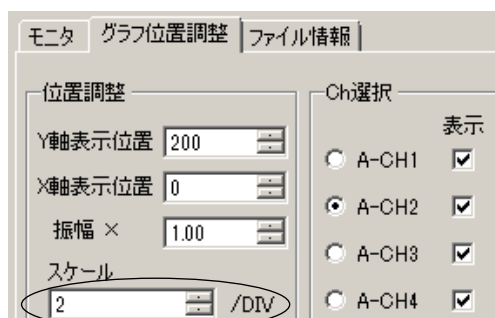 モニタ グラフ位置調整 ファイル情報
位置調整
Y軸表示位置 200
X軸表示位置 0
振幅 × 1.00
スケール
2 /DIV
Ch選択
表示
A-CH1
A-CH2
A-CH3
A-CH4